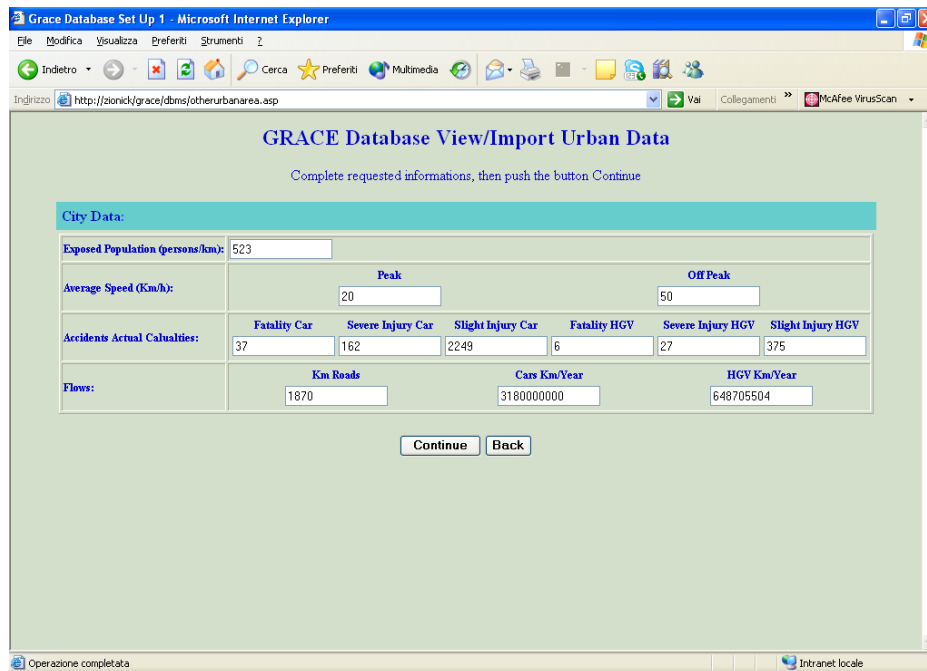 Grace Database Set Up 1 - Microsoft Internet Explorer
File Modifica Visualizza Preferiti Strumenti ?
Indietro Cerca Preferiti Multimedia
Indirizzo http://zionick/grace/dbms/otherurbanarea.asp Vai Collegamenti » McAfee VirusScan
GRACE Database View/Import Urban Data
Complete requested informations, then push the button Continue
City Data:
Exposed Population (persons/km): 523
Peak Off Peak
Average Speed (Km/h):
20 50
Fatality Car Severe Injury Car Slight Injury Car Fatality HGV Severe Injury HGV Slight Injury HGV
Accidents Actual Calualties:
37 162 2249 6 27 375
Km Roads Cars Km/Year HGV Km/Year
Flows:
1870 3180000000 648705504
Continue Back
Operazione completata Intranet locale